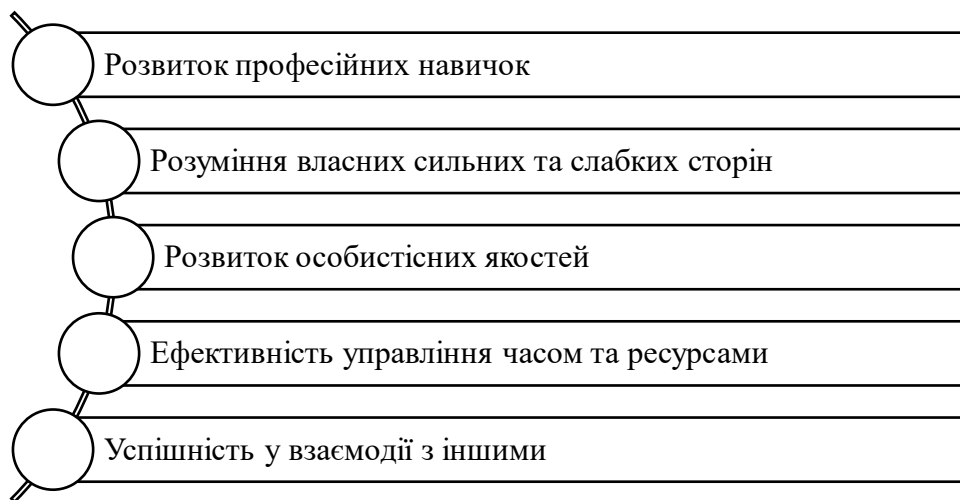 Розвиток професійних навичок
Розуміння власних сильних та слабких сторін
Розвиток особистісних якостей
Ефективність управління часом та ресурсами
Успішність у взаємодії з іншими